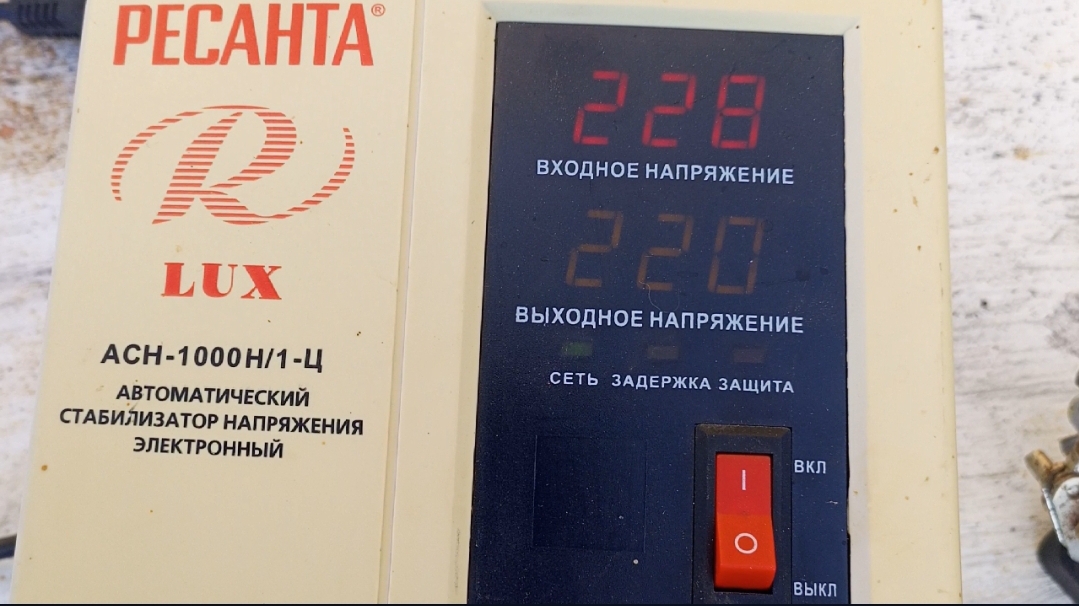 РЕСАНТА®
R
LUX
АСН-1000Н/1-Ц
АВТОМАТИЧЕСКИЙ
СТАБИЛИЗАТОР НАПРЯЖЕНИЯ
ЭЛЕКТРОННЫЙ
228
ВХОДНОЕ НАПРЯЖЕНИЕ
220
ВЫХОДНОЕ НАПРЯЖЕНИЕ
СЕТЬ ЗАДЕРЖКА ЗАЩИТА
ВКЛ
I
O
ВЫКЛ